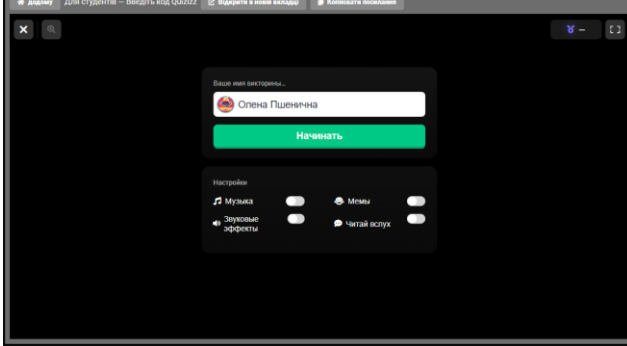 додому Для студентів – Введіть код Quizizz Відкрити в новій вкладці Копіювати посилання
–
Ваше имя викторины..
Олена Пшенична
Начинать
Настройки
Музыка
Мемы
Звуковые
эффекты
Читай вслух